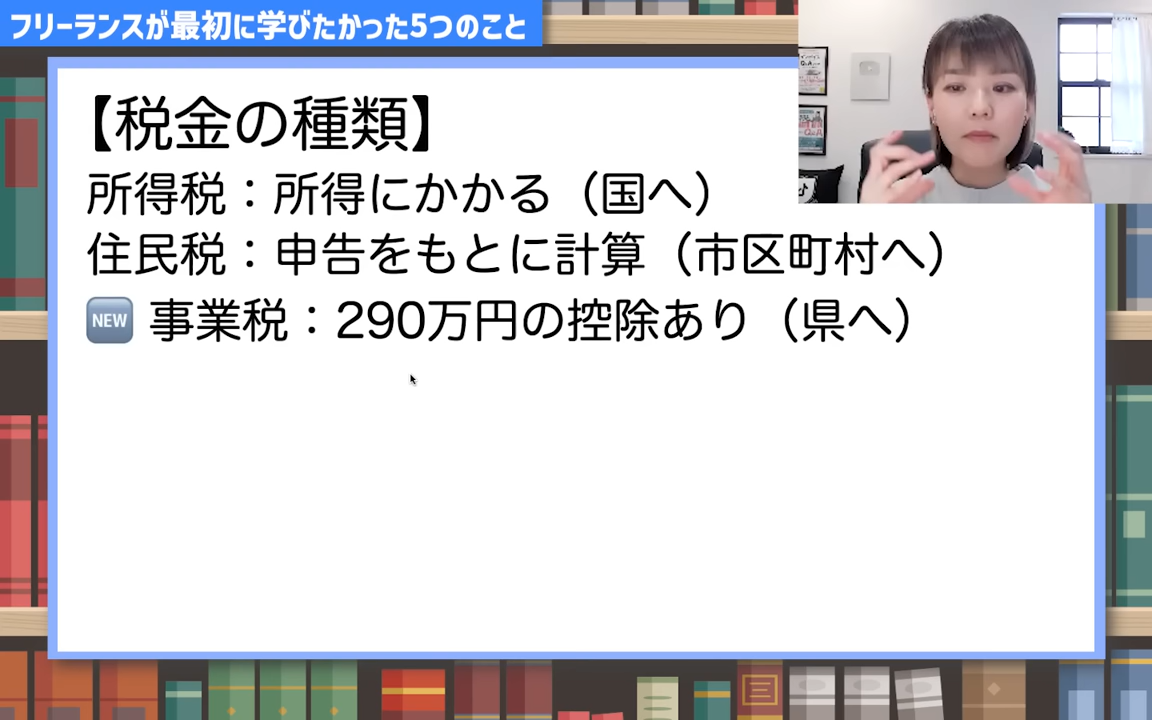 フリーランスが最初に学びたかった5つのこと
【税金の種類】
所得税：所得にかかる（国へ）
住民税：申告をもとに計算（市区町村へ）
NEW 事業税：290万円の控除あり（県へ）
Q&A
Q&A